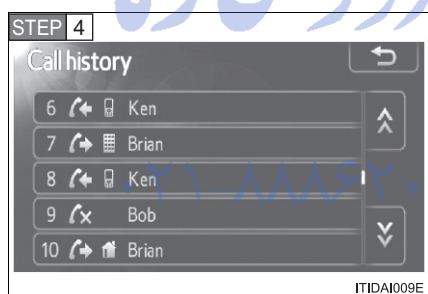 STEP 4
Call history
6 Ken
7 Brian
8 Ken
9 Bob
10 Brian
ITIDAI009E